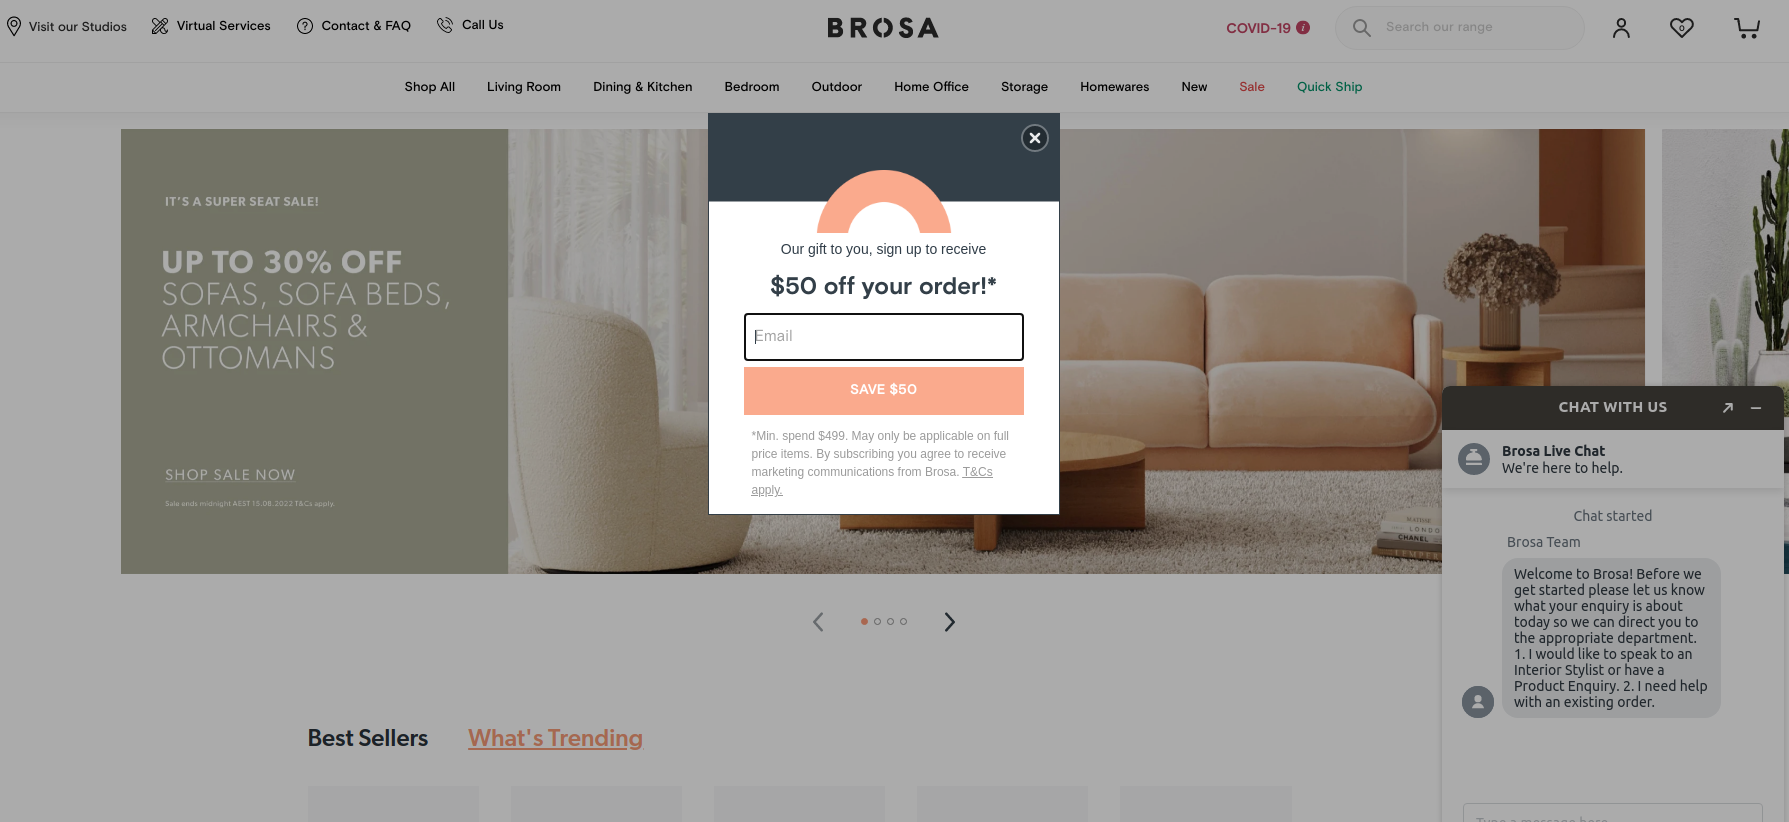 Visit our Studios
Virtual Services
Contact & FAQ
Call Us
BROSA
COVID-19 i
Search our range
0
Shop All
Living Room
Dining & Kitchen
Bedroom
Outdoor
Home Office
Storage
Homewares
New
Sale
Quick Ship
IT'S A SUPER SEAT SALE!
UP TO 30% OFF
SOFAS, SOFA BEDS,
ARMCHAIRS &
OTTOMANS
SHOP SALE NOW
Sale ends midnight AEST 15.08.2022 T&Cs apply.
Our gift to you, sign up to receive
$50 off your order!*
Email
SAVE $50
*Min. spend $499. May only be applicable on full
price items. By subscribing you agree to receive
marketing communications from Brosa. T&Cs
apply.
MATISSE
LONDON
CHANEL
CHAT WITH US
Brosa Live Chat
We're here to help.
Chat started
Brosa Team
Welcome to Brosa! Before we
get started please let us know
what your enquiry is about
today so we can direct you to
the appropriate department.
1. I would like to speak to an
Interior Stylist or have a
Product Enquiry. 2. I need help
with an existing order.
Type a message here
Best Sellers
What's Trending